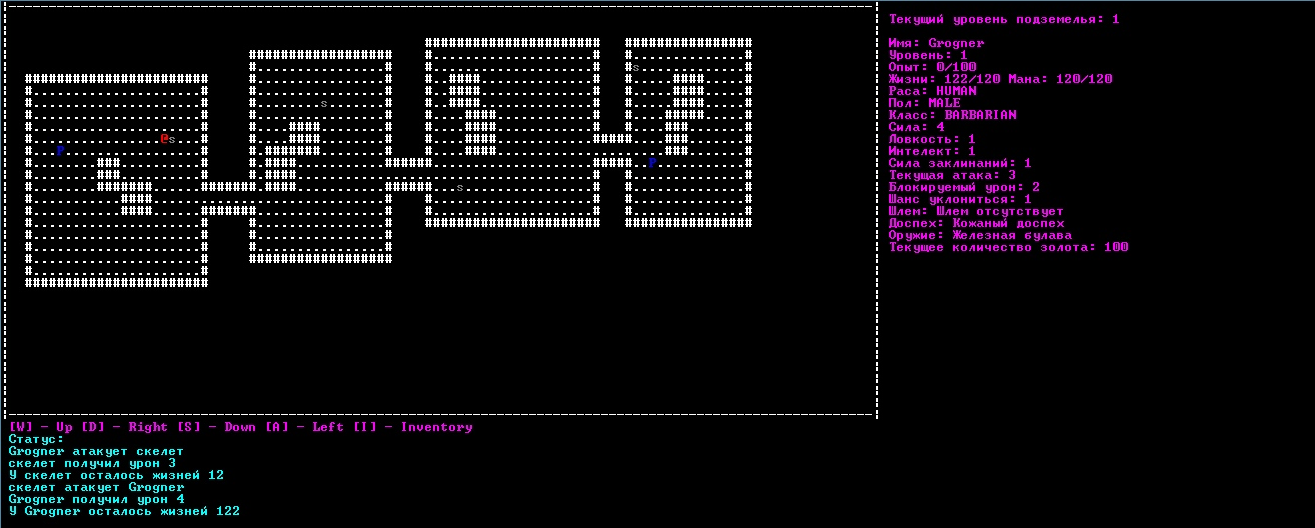 Текущий уровень подземелья: 1
Имя: Grogner
Уровень: 1
Опыт: 0/100
Жизни: 122/120 Мана: 120/120
Раса: HUMAN
Пол: MALE
Класс: BARBARIAN
Сила: 4
Ловкость: 1
Интелект: 1
Сила заклинаний: 1
Текущая атака: 3
Блокируемый урон: 2
Шанс уклониться: 1
Шлем: Шлем отсутствует
Доспех: Кожаный доспех
Оружие: Железная булава
Текущее количество золота: 100
[W] - Up [D] - Right [S] - Down [A] - Left [I] - Inventory
Статус:
Grogner атакует скелет
скелет получил урон 3
У скелет осталось жизней 12
скелет атакует Grogner
Grogner получил урон 4
У Grogner осталось жизней 122